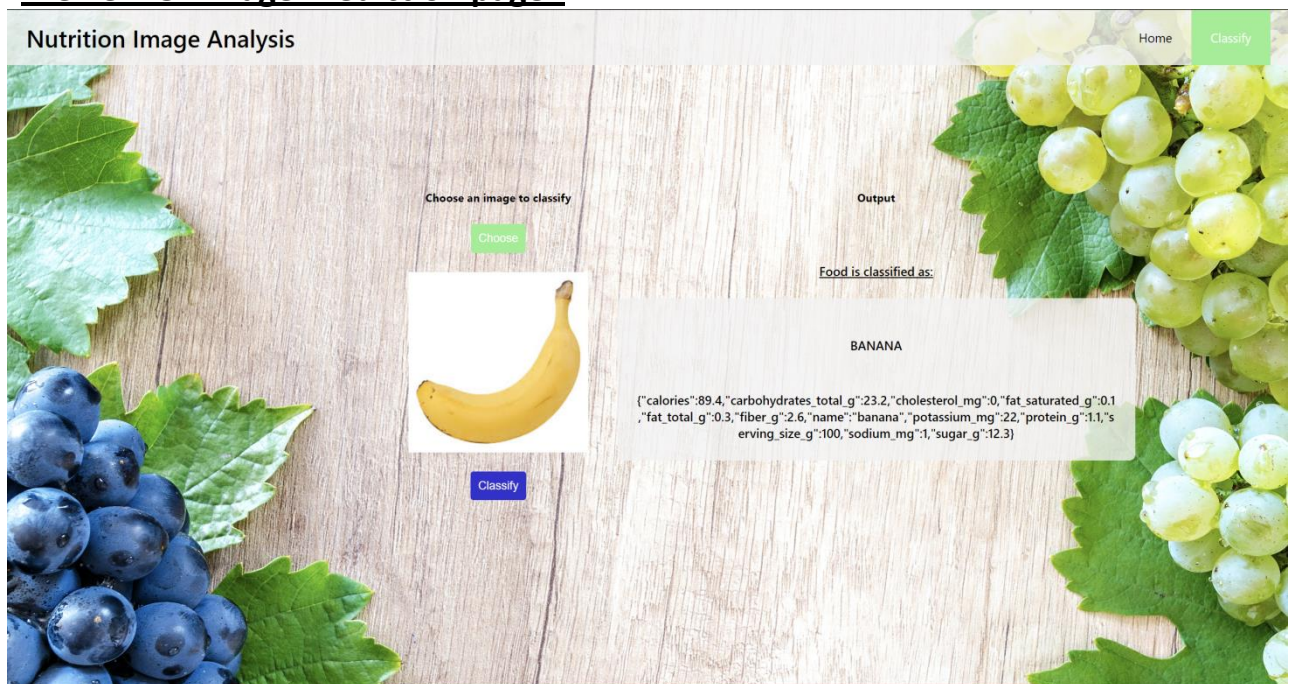 Nutrition Image Analysis
Home
Classify
Choose an image to classify
Choose
Classify
Output
Food is classified as:
BANANA
{"calories":89.4,"carbohydrates_total_g":23.2,"cholesterol_mg":0,"fat_saturated_g":0.1
,"fat_total_g":0.3,"fiber_g":2.6,"name":"banana","potassium_mg":22,"protein_g":1.1,"s
erving_size_g":100,"sodium_mg":1,"sugar_g":12.3}